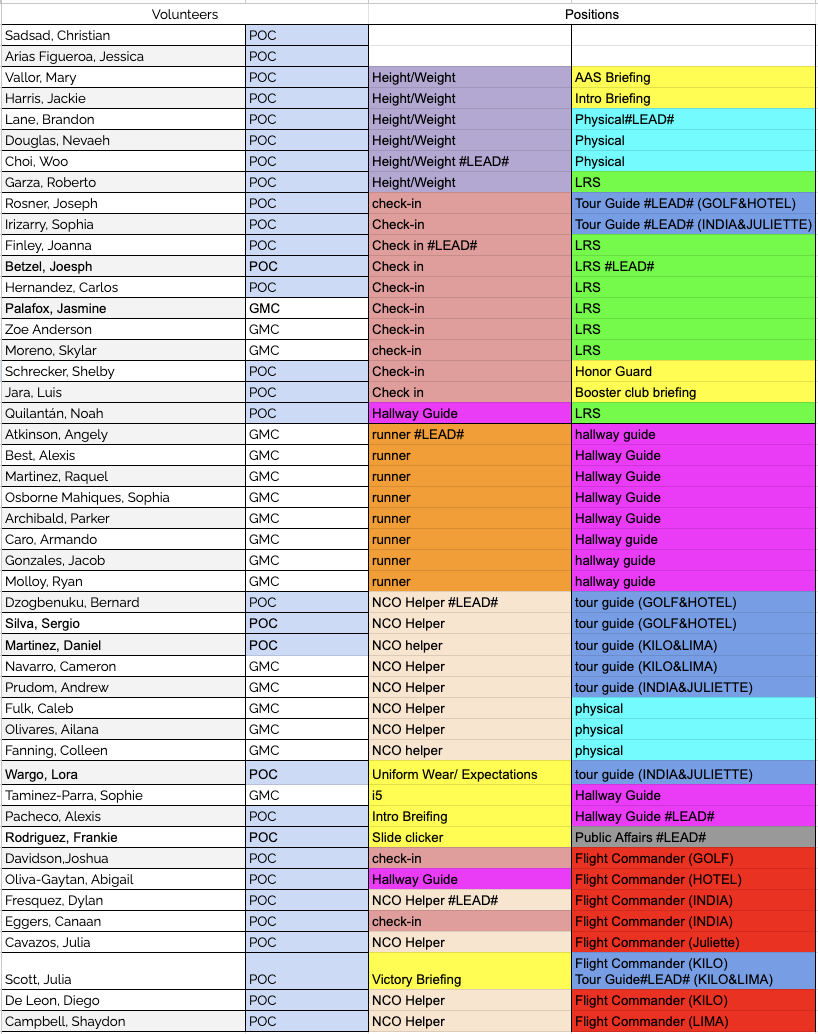 Volunteers Positions
Sadsad, Christian POC
Arias Figueroa, Jessica POC
Vallor, Mary POC Height/Weight AAS Briefing
Harris, Jackie POC Height/Weight Intro Briefing
Lane, Brandon POC Height/Weight Physical#LEAD#
Douglas, Nevaeh POC Height/Weight Physical
Choi, Woo POC Height/Weight #LEAD# Physical
Garza, Roberto POC Height/Weight LRS
Rosner, Joseph POC check-in Tour Guide #LEAD# (GOLF&HOTEL)
Irizarry, Sophia POC Check-in Tour Guide #LEAD# (INDIA&JULIETTE)
Finley, Joanna POC Check in #LEAD# LRS
Betzel, Joesph POC Check in LRS #LEAD#
Hernandez, Carlos POC Check in LRS
Palafox, Jasmine GMC Check-in LRS
Zoe Anderson GMC Check-in LRS
Moreno, Skylar GMC check-in LRS
Schrecker, Shelby POC Check-in Honor Guard
Jara, Luis POC Check in Booster club briefing
Quilantán, Noah POC Hallway Guide LRS
Atkinson, Angely GMC runner #LEAD# hallway guide
Best, Alexis GMC runner Hallway Guide
Martinez, Raquel GMC runner Hallway Guide
Osborne Mahiques, Sophia GMC runner Hallway Guide
Archibald, Parker GMC runner Hallway Guide
Caro, Armando GMC runner Hallway guide
Gonzales, Jacob GMC runner hallway guide
Molloy, Ryan GMC runner hallway guide
Dzogbenuku, Bernard POC NCO Helper #LEAD# tour guide (GOLF&HOTEL)
Silva, Sergio POC NCO Helper tour guide (GOLF&HOTEL)
Martinez, Daniel POC NCO helper tour guide (KILO&LIMA)
Navarro, Cameron GMC NCO Helper tour guide (KILO&LIMA)
Prudom, Andrew GMC NCO Helper tour guide (INDIA&JULIETTE)
Fulk, Caleb GMC NCO Helper physical
Olivares, Ailana GMC NCO Helper physical
Fanning, Colleen GMC NCO helper physical
Wargo, Lora POC Uniform Wear/ Expectations tour guide (INDIA&JULIETTE)
Taminez-Parra, Sophie GMC i5 Hallway Guide
Pacheco, Alexis POC Intro Breifing Hallway Guide #LEAD#
Rodriguez, Frankie POC Slide clicker Public Affairs #LEAD#
Davidson,Joshua POC check-in Flight Commander (GOLF)
Oliva-Gaytan, Abigail POC Hallway Guide Flight Commander (HOTEL)
Fresquez, Dylan POC NCO Helper #LEAD# Flight Commander (INDIA)
Eggers, Canaan POC check-in Flight Commander (INDIA)
Cavazos, Julia POC NCO Helper Flight Commander (Juliette)
Flight Commander (KILO)
Scott, Julia POC Victory Briefing Tour Guide#LEAD# (KILO&LIMA)
De Leon, Diego POC NCO Helper Flight Commander (KILO)
Campbell, Shaydon POC NCO Helper Flight Commander (LIMA)